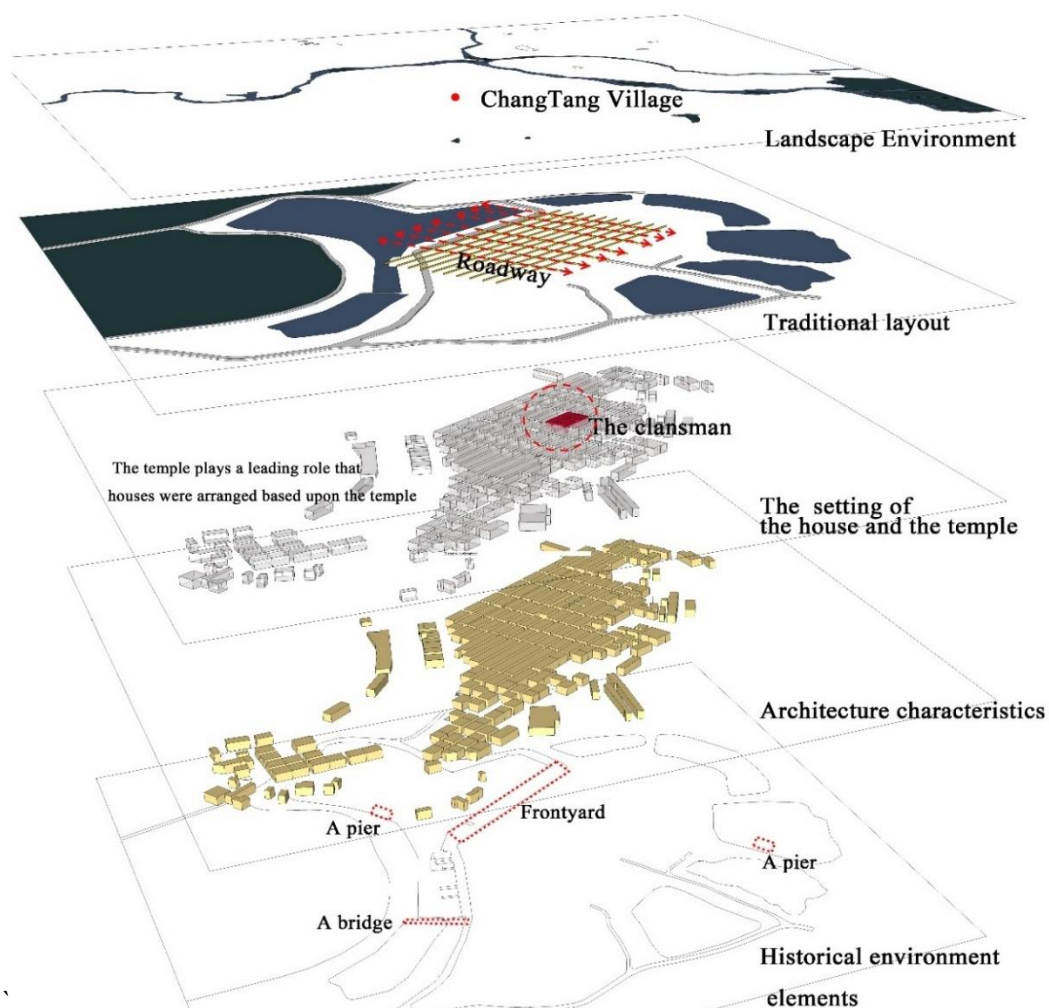 ChangTang Village
Landscape Environment
Roadway
Traditional layout
The clansman
The temple plays a leading role that
houses were arranged based upon the temple
The setting of
the house and the temple
Architecture characteristics
Frontyard
A pier
A pier
A bridge
Historical environment
elements